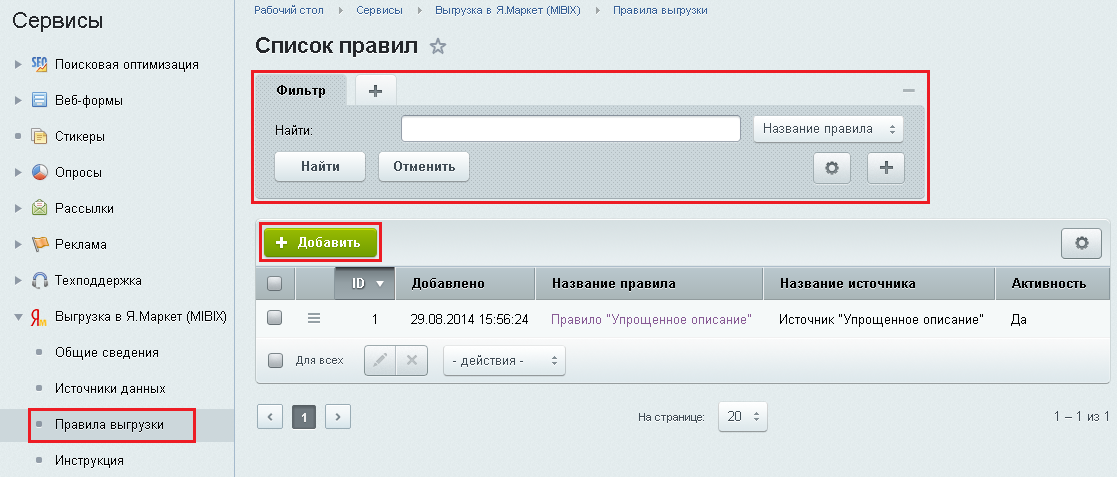 Сервисы
Поисковая оптимизация
Веб-формы
Стикеры
Опросы
Рассылки
Реклама
Техподдержка
Выгрузка в Я.Маркет (MIBIX)
Общие сведения
Источники данных
Правила выгрузки
Инструкция
Рабочий стол Сервисы Выгрузка в Я.Маркет (MIBIX) Правила выгрузки
Список правил
Фильтр
Найти: Название правила
Найти Отменить
Добавить
ID Добавлено Название правила Название источника Активность
1 29.08.2014 15:56:24 Правило "Упрощенное описание" Источник "Упрощенное описание" Да
Для всех - действия -
1 На странице: 20 1 – 1 из 1